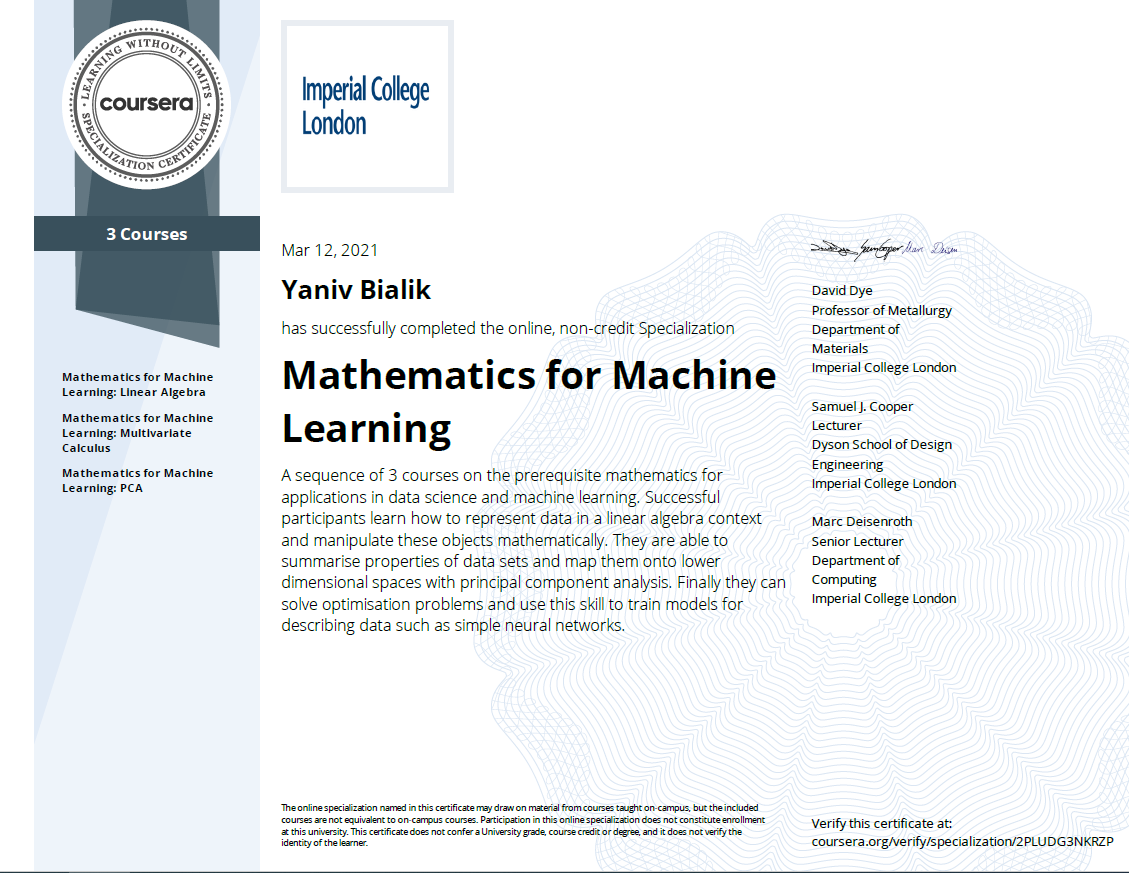 LEARNING WITHOUT LIMITS
coursera
SPECIALIZATION CERTIFICATE
3 Courses
Mathematics for Machine
Learning: Linear Algebra
Mathematics for Machine
Learning: Multivariate
Calculus
Mathematics for Machine
Learning: PCA
Imperial College
London
Mar 12, 2021
Yaniv Bialik
has successfully completed the online, non-credit Specialization
Mathematics for Machine
Learning
A sequence of 3 courses on the prerequisite mathematics for
applications in data science and machine learning. Successful
participants learn how to represent data in a linear algebra context
and manipulate these objects mathematically. They are able to
summarise properties of data sets and map them onto lower
dimensional spaces with principal component analysis. Finally they can
solve optimisation problems and use this skill to train models for
describing data such as simple neural networks.
The online specialization named in this certificate may draw on material from courses taught on-campus, but the included
courses are not equivalent to on-campus courses. Participation in this online specialization does not constitute enrollment
at this university. This certificate does not confer a University grade, course credit or degree, and it does not verify the
identity of the learner.
David Dye
Professor of Metallurgy
Department of
Materials
Imperial College London
Samuel J. Cooper
Lecturer
Dyson School of Design
Engineering
Imperial College London
Marc Deisenroth
Senior Lecturer
Department of
Computing
Imperial College London
Verify this certificate at:
coursera.org/verify/specialization/2PLUDG3NKRZP